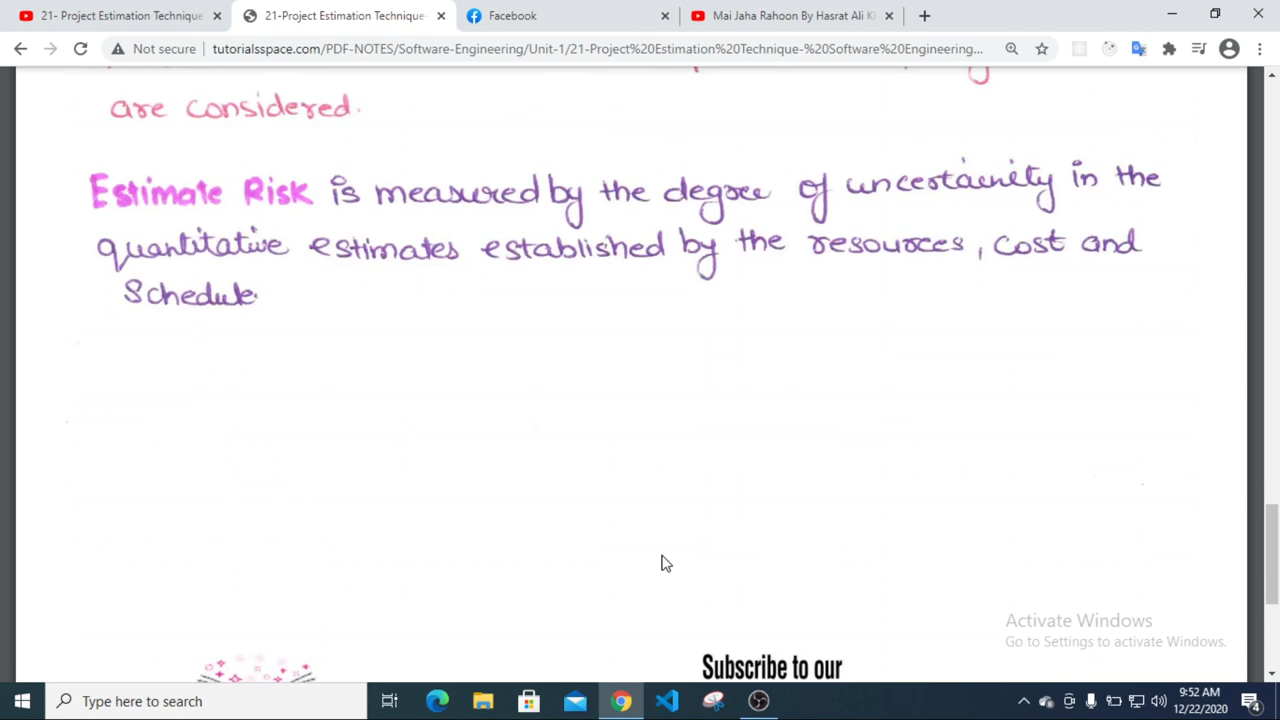 21- Project Estimation Technique
21-Project Estimation Technique-
Facebook
Mai Jaha Rahoon By Hasrat Ali K
Not secure
tutorialsspace.com/PDF-NOTES/Software-Engineering/Unit-1/21-Project%20Estimation%20Technique-%20Software%20Engineering...
are considered.
Estimate Risk is measured by the degree of uncertainity in the
quantitative estimates established by the resources, cost and
Schedule.
Activate Windows
Go to Settings to activate Windows.
Subscribe to our
Type here to search
9:52 AM
12/22/2020
4